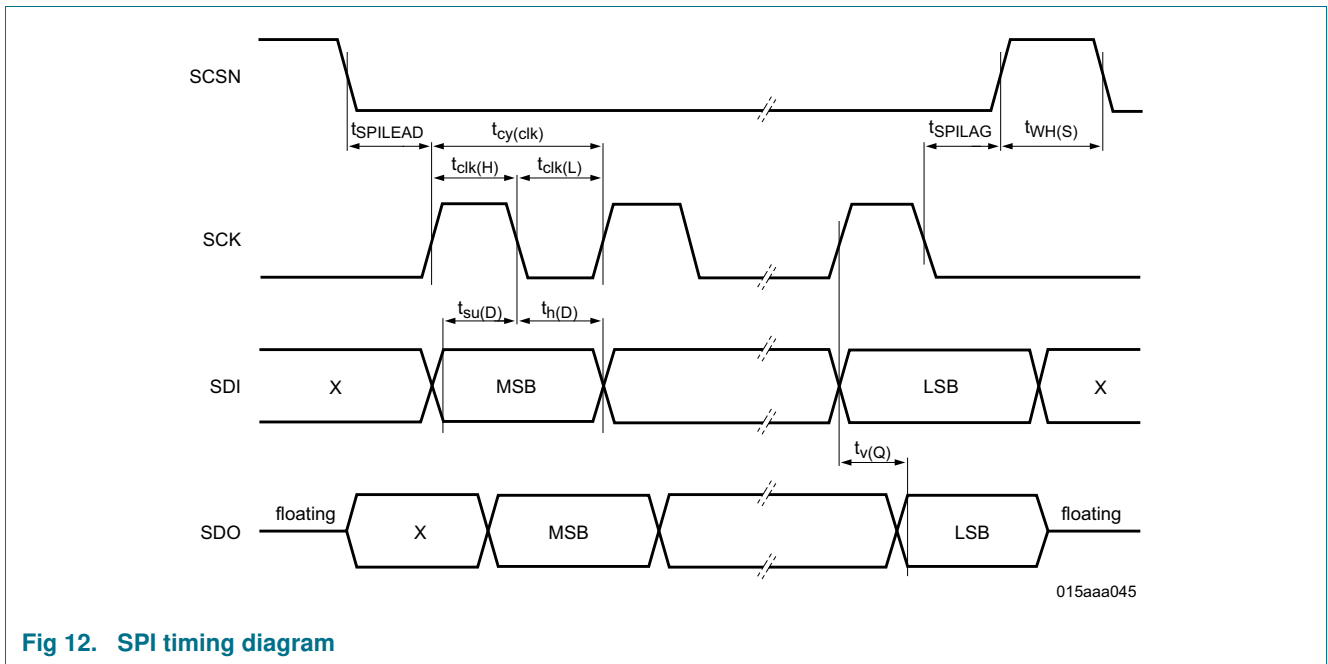 SCSN
tSPILEAD
tcy(clk)
tSPILAG
tWH(S)
tclk(H)
tclk(L)
SCK
tsu(D)
th(D)
SDI
X
MSB
LSB
X
tv(Q)
SDO
floating
X
MSB
LSB
floating
015aaa045
Fig 12. SPI timing diagram